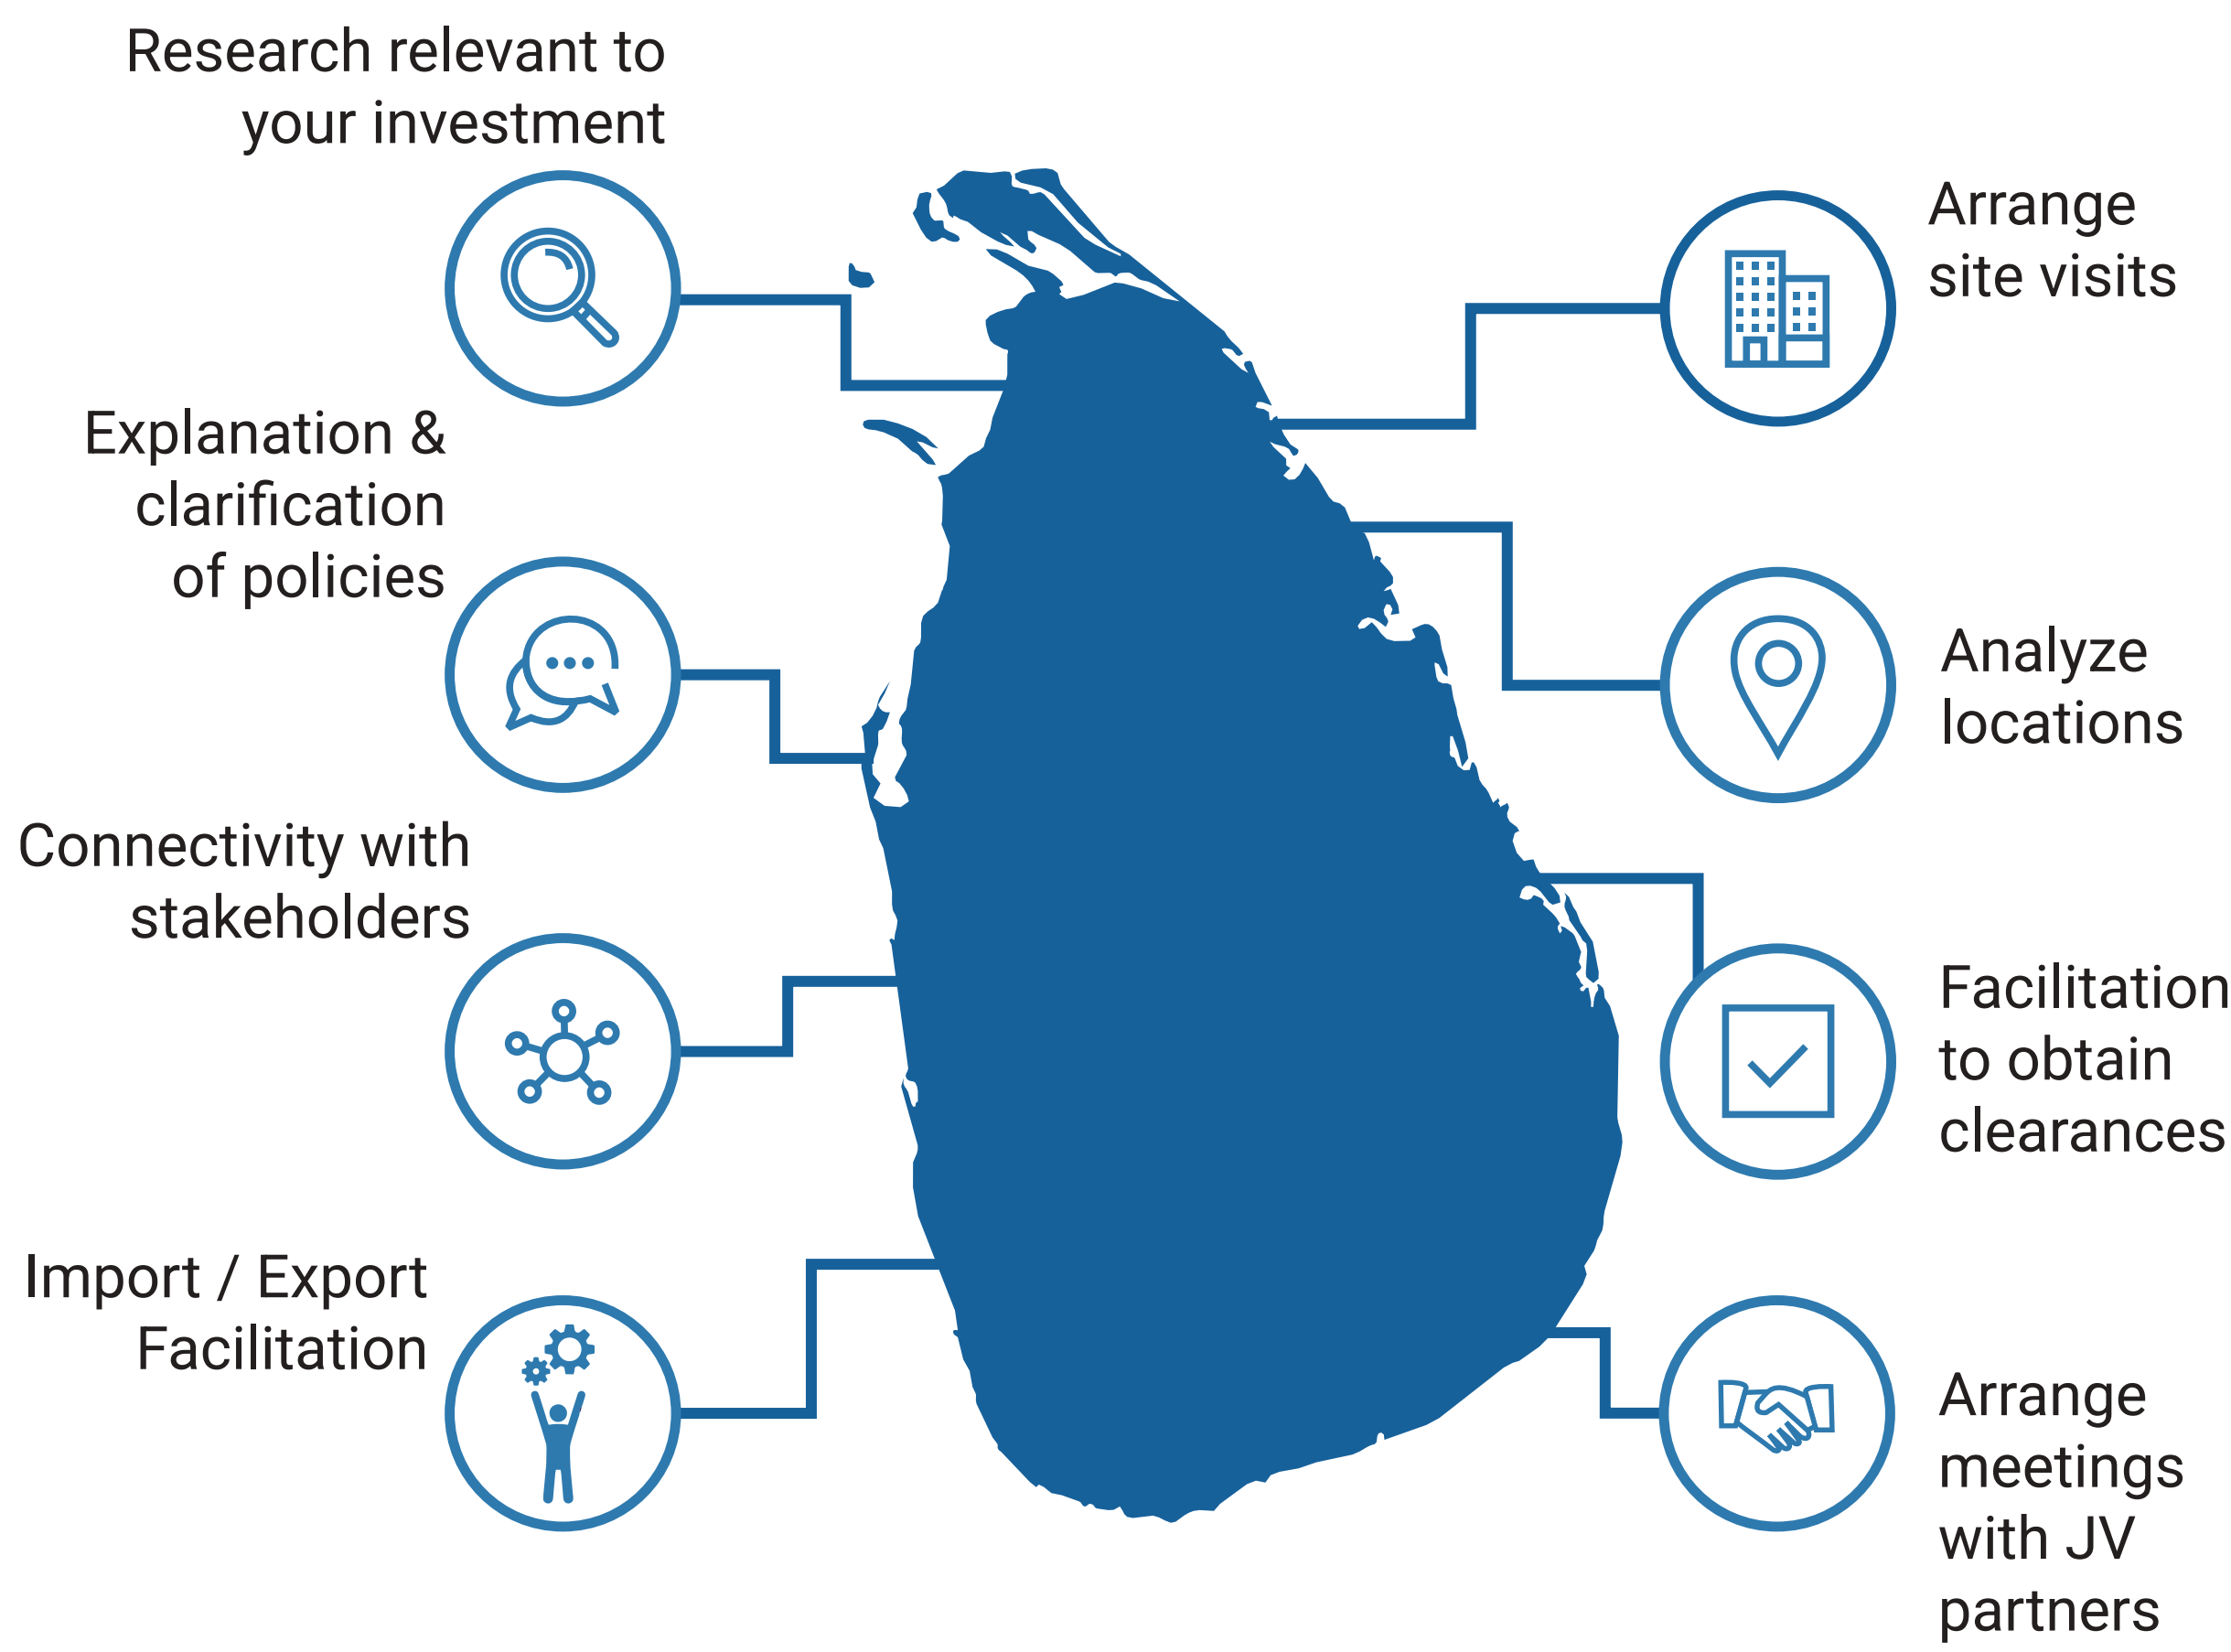 Research relevant to
your investment
Explanation &
clarification
of policies
Connectivity with
stakeholders
Import / Export
Facilitation
Arrange
site visits
Analyze
locations
Facilitation
to obtain
clearances
Arrange
meetings
with JV
partners